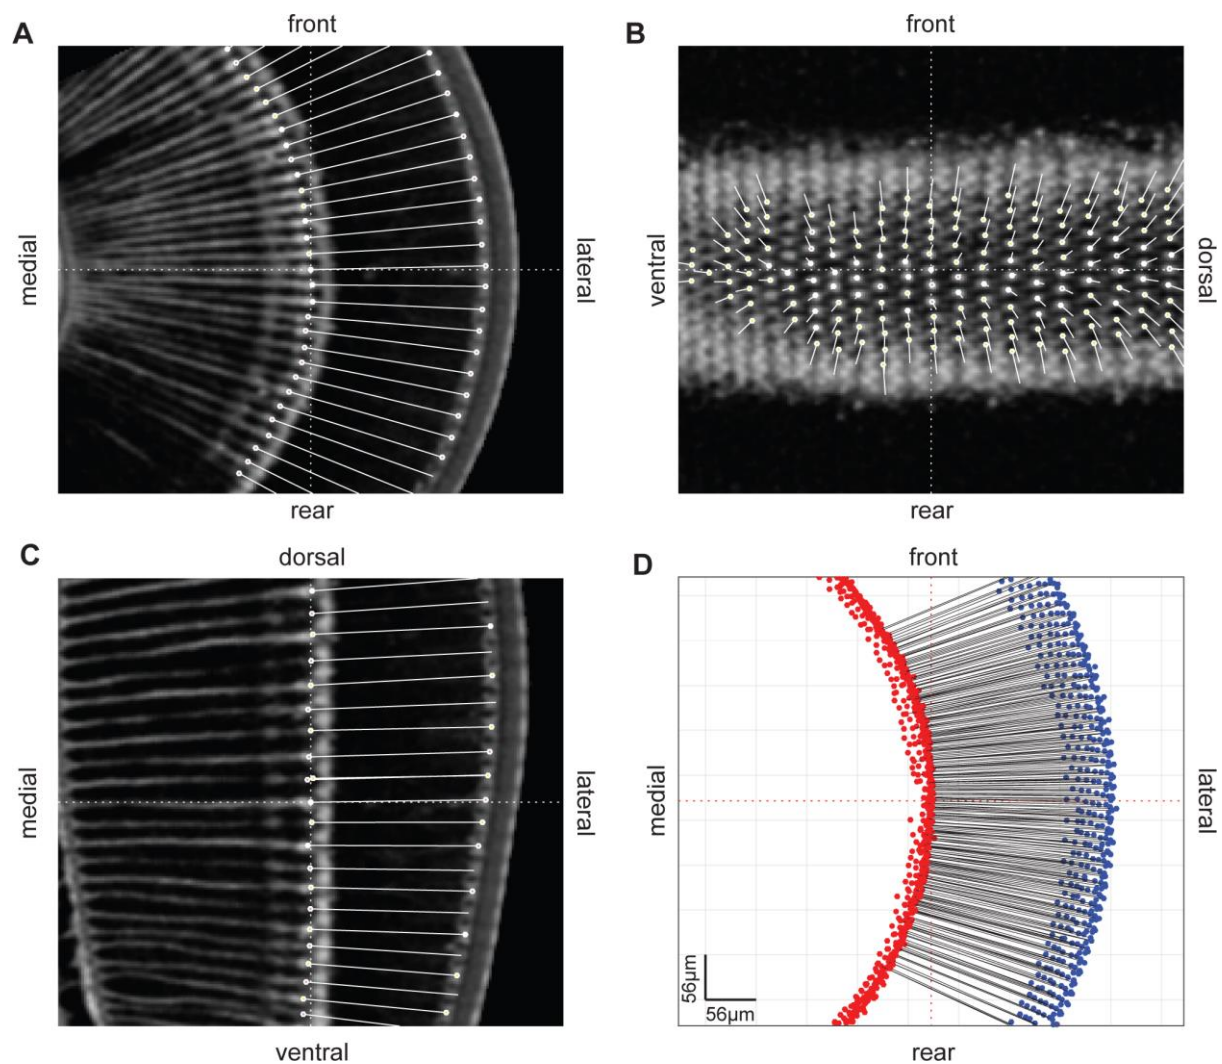 A
front
medial
lateral
rear
B
front
ventral
dorsal
rear
C
dorsal
medial
lateral
ventral
D
front
medial
lateral
56µm
56µm
rear